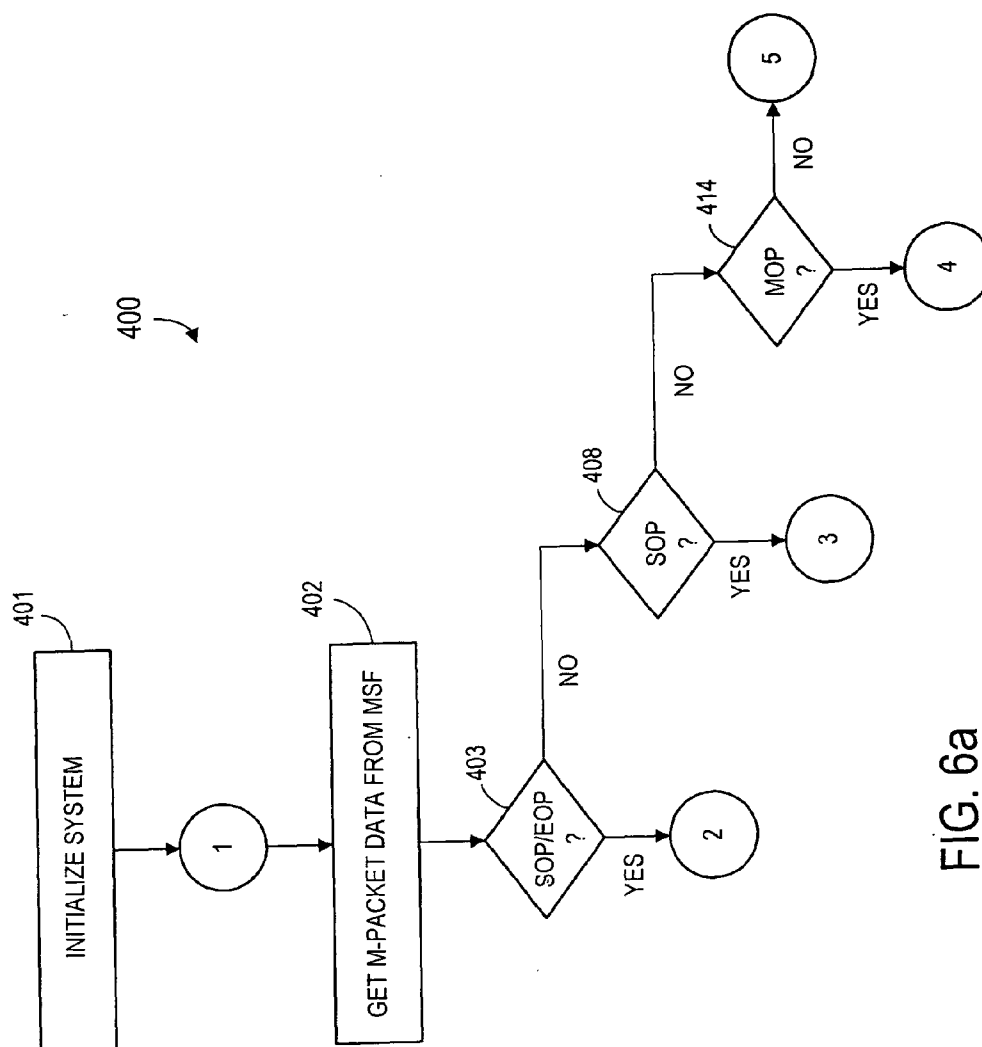 400
401
INITIALIZE SYSTEM
1
402
GET M-PACKET DATA FROM MSF
403
SOP/EOP
?
YES
NO
2
408
SOP
?
YES
NO
3
414
MOP
?
YES
NO
4
5
FIG. 6a